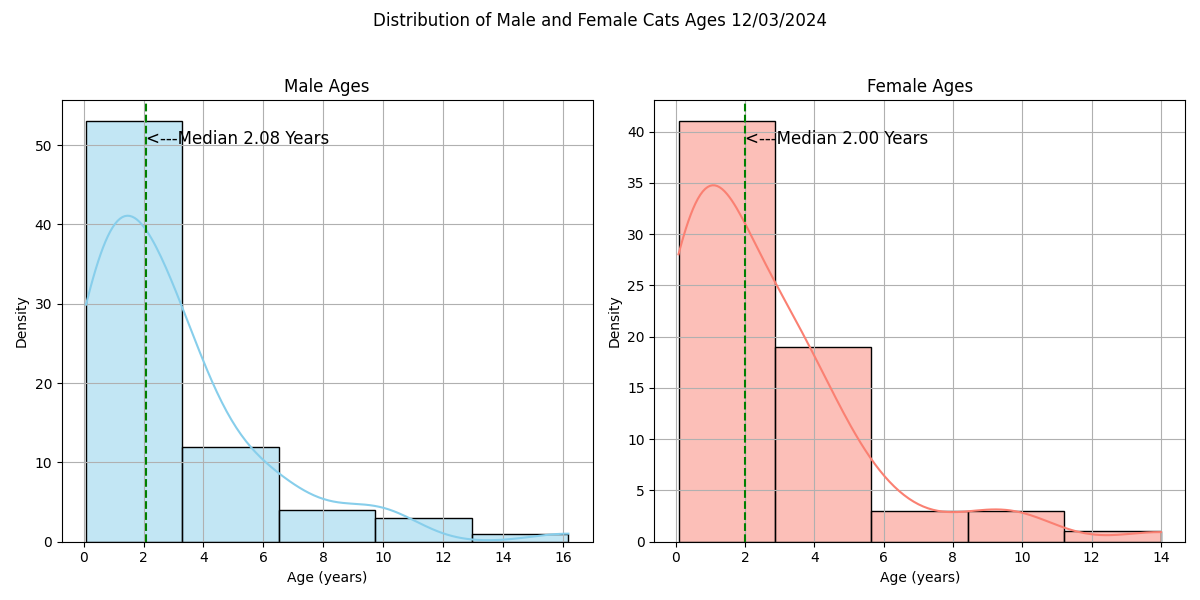 Distribution of Male and Female Cats Ages 12/03/2024
Male Ages
<---Median 2.08 Years
Density
50
40
30
20
10
0
0 2 4 6 8 10 12 14 16
Age (years)
Female Ages
<---Median 2.00 Years
Density
40
35
30
25
20
15
10
5
0
0 2 4 6 8 10 12 14
Age (years)